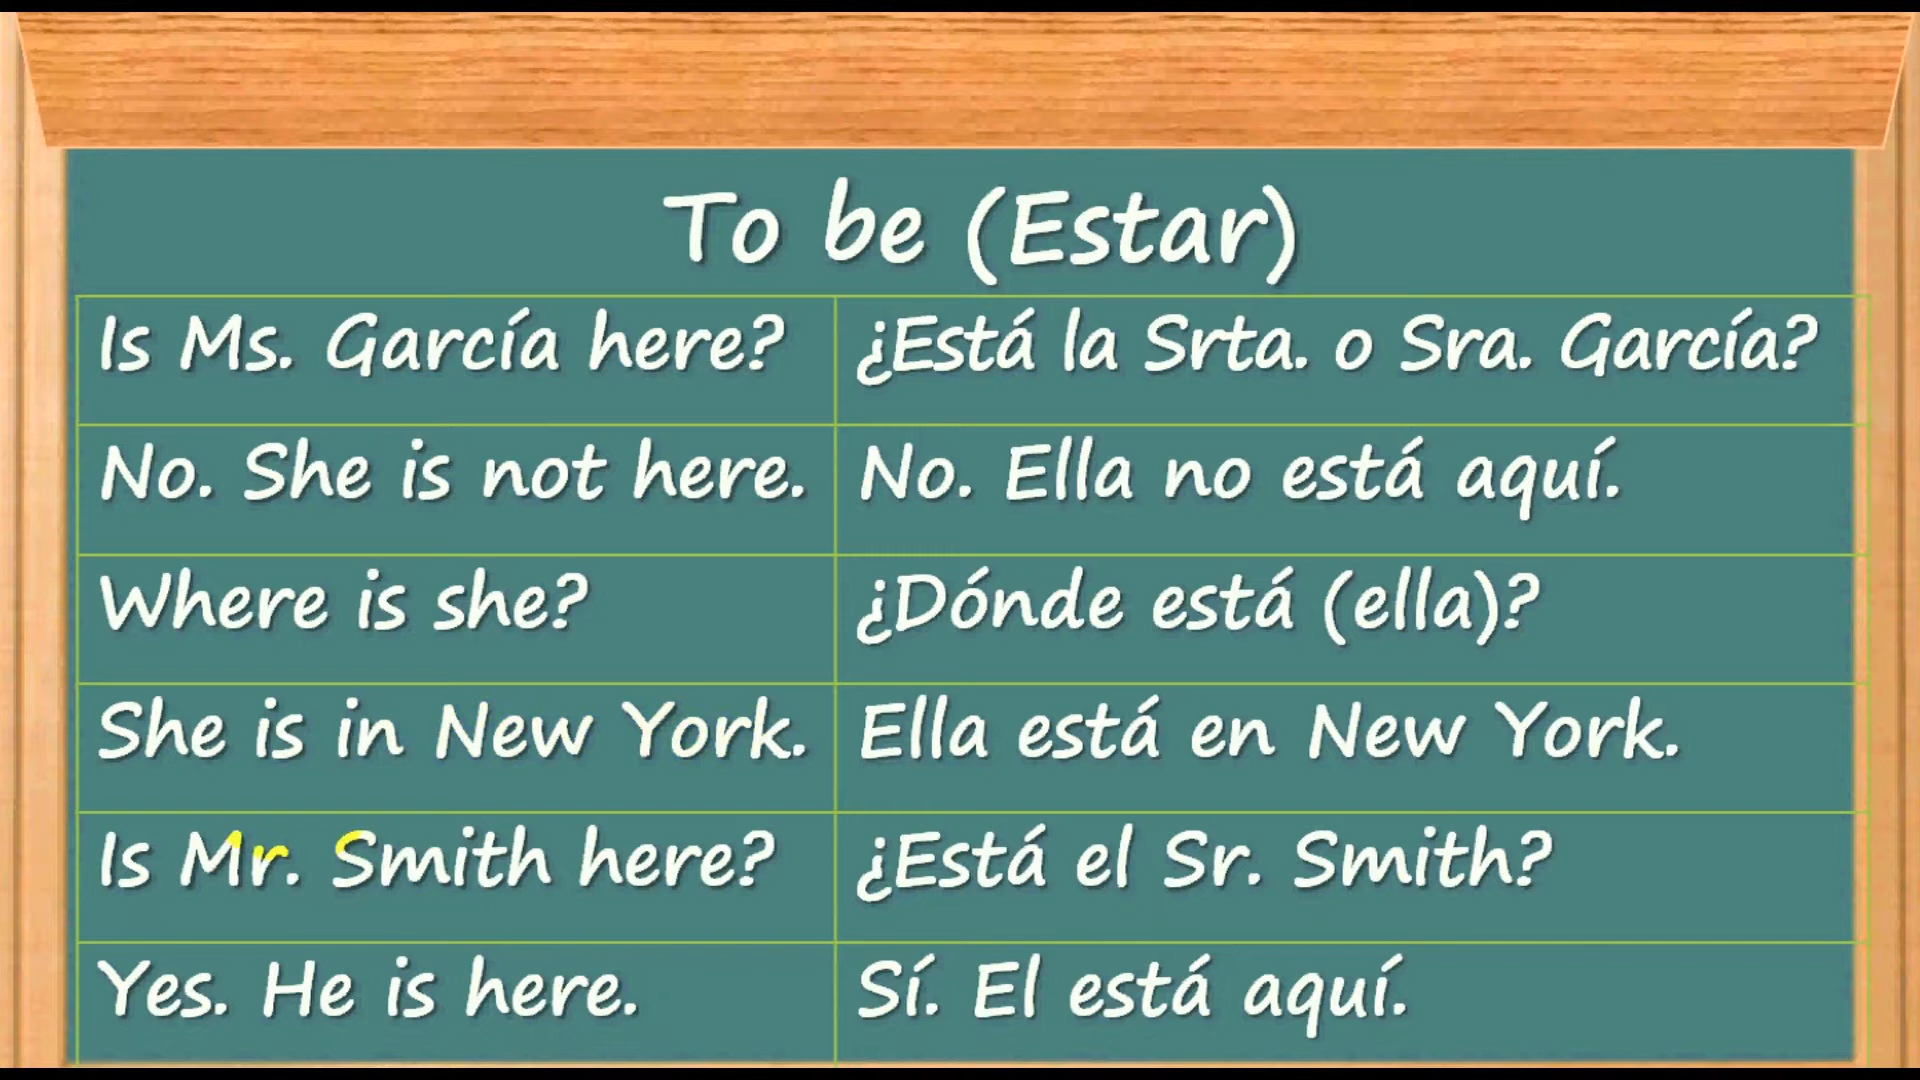 To be (Estar)
Is Ms. García here?
¿Está la Srta. o Sra. García?
No. She is not here.
No. Ella no está aquí.
Where is she?
¿Dónde está (ella)?
She is in New York.
Ella está en New York.
Is Mr. Smith here?
¿Está el Sr. Smith?
Yes. He is here.
Sí. El está aquí.